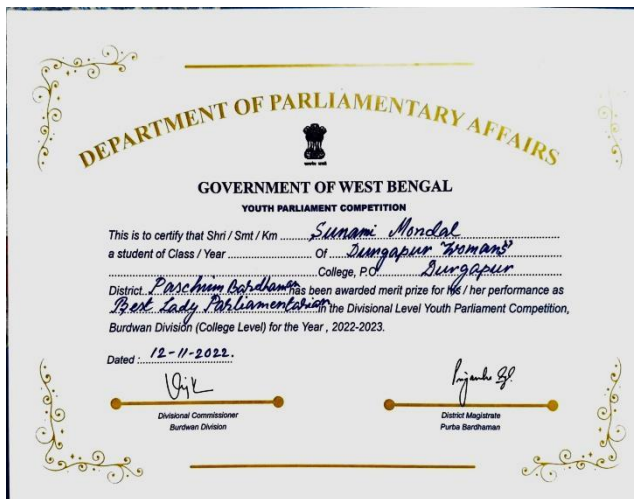 DEPARTMENT OF PARLIAMENTARY AFFAIRS
GOVERNMENT OF WEST BENGAL
YOUTH PARLIAMENT COMPETITION
This is to certify that Shri / Smt / Km Sunami Mondal
a student of Class / Year Of Durgapur Womans'
College, P.O Durgapur
District Paschim Bardhaman has been awarded merit prize for his / her performance as
Best Lady Parliamentarian in the Divisional Level Youth Parliament Competition,
Burdwan Division (College Level) for the Year , 2022-2023.
Dated : 12-11-2022.
Divisional Commissioner
Burdwan Division
District Magistrate
Purba Bardhaman